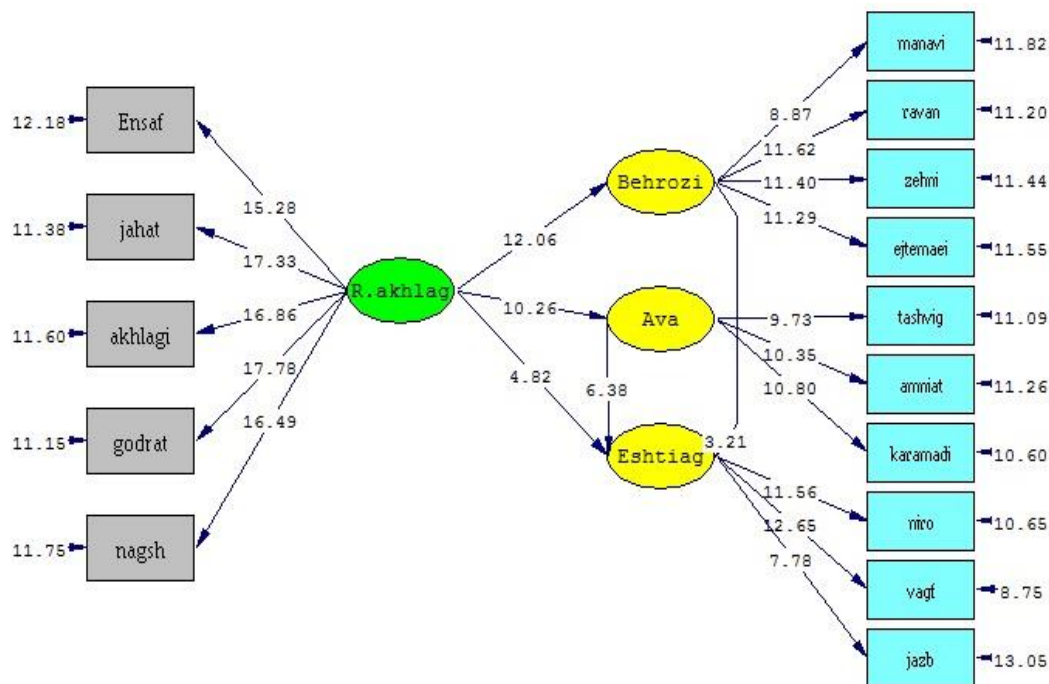 12.18
Ensaf
11.38
jahat
11.60
akhlagi
11.15
godrat
11.75
nagsh
15.28
17.33
16.86
17.78
16.49
R.akhlag
12.06
10.26
4.82
Behrozi
Ava
6.38
Eshtiag
8.87
11.62
11.40
11.29
9.73
10.35
10.80
3.21
11.56
12.65
7.78
manavi
11.82
ravan
11.20
zehni
11.44
ejtemaei
11.55
tashvig
11.09
amniat
11.26
karamadi
10.60
niro
10.65
vagf
8.75
jazb
13.05